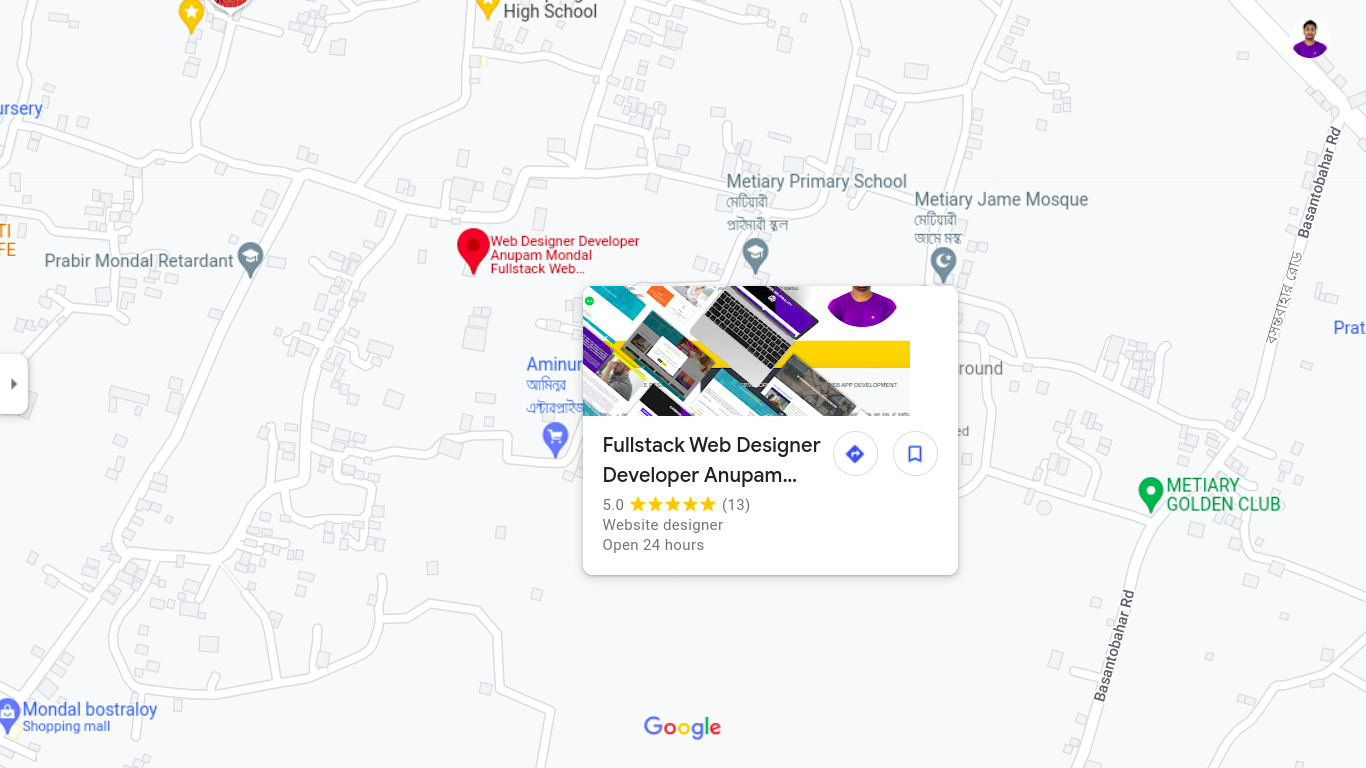 High School
ursery
Basantobahar Rd
Metiary Primary School
মেটিয়ারী
প্রাইমারী স্কুল
Metiary Jame Mosque
মেটিয়ারী
জামে মস্ক
TI
FE
Prabir Mondal Retardant
Web Designer Developer
Anupam Mondal
Fullstack Web...
বসন্তবাহার রোড
Prat
Aminur
আমিনুর
এন্টারপ্রাইজ
round
WEB APP DEVELOPMENT
ed
Fullstack Web Designer
Developer Anupam...
5.0 (13)
Website designer
Open 24 hours
METIARY
GOLDEN CLUB
Basantobahar Rd
Mondal bostraloy
Shopping mall
Google